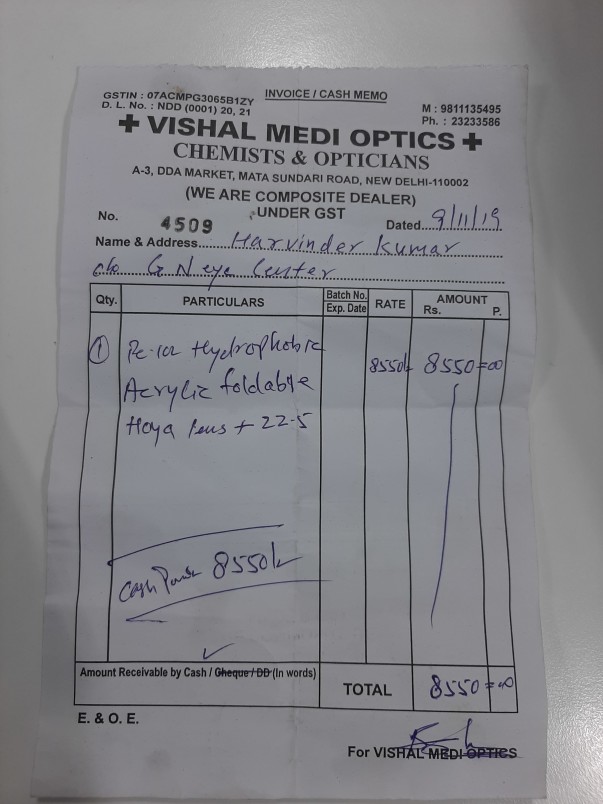 GSTIN : 07ACMPG3065B1ZY
D. L. No. : NDD (0001) 20, 21
INVOICE / CASH MEMO
M : 9811135495
Ph. : 23233586
+ VISHAL MEDI OPTICS +
CHEMISTS & OPTICIANS
A-3, DDA MARKET, MATA SUNDARI ROAD, NEW DELHI-110002
(WE ARE COMPOSITE DEALER)
UNDER GST
No. 4509 Dated 9/11/19
Name & Address Harvinder Kumar
c/o G N eye Center
Qty. PARTICULARS Batch No. Exp. Date RATE AMOUNT Rs. P.
1 Hydrophobic 8550/- 8550=00
Acrylic foldable
Hoya lens + 22.5
Cash 8550/-
Amount Receivable by Cash / Cheque / DD (In words)
TOTAL 8550=00
E. & O. E.
For VISHAL MEDI OPTICS